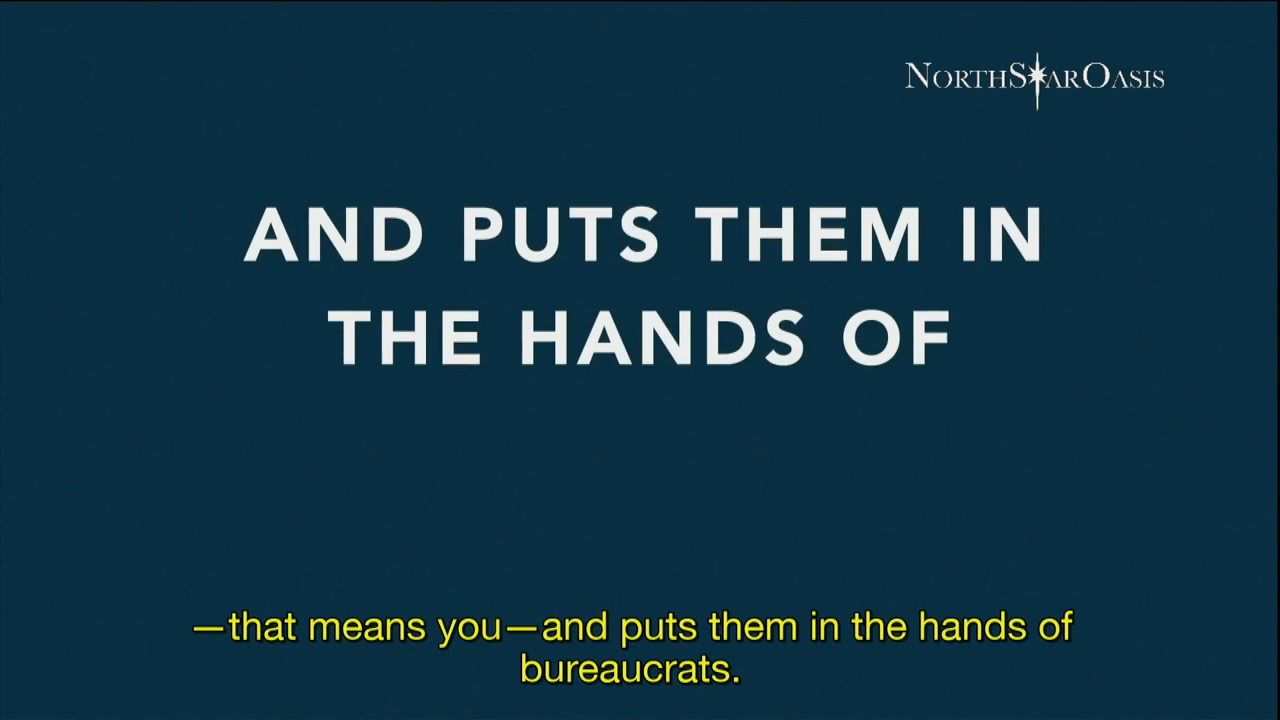 NORTHSTAROASIS
AND PUTS THEM IN
THE HANDS OF
—that means you—and puts them in the hands of
bureaucrats.